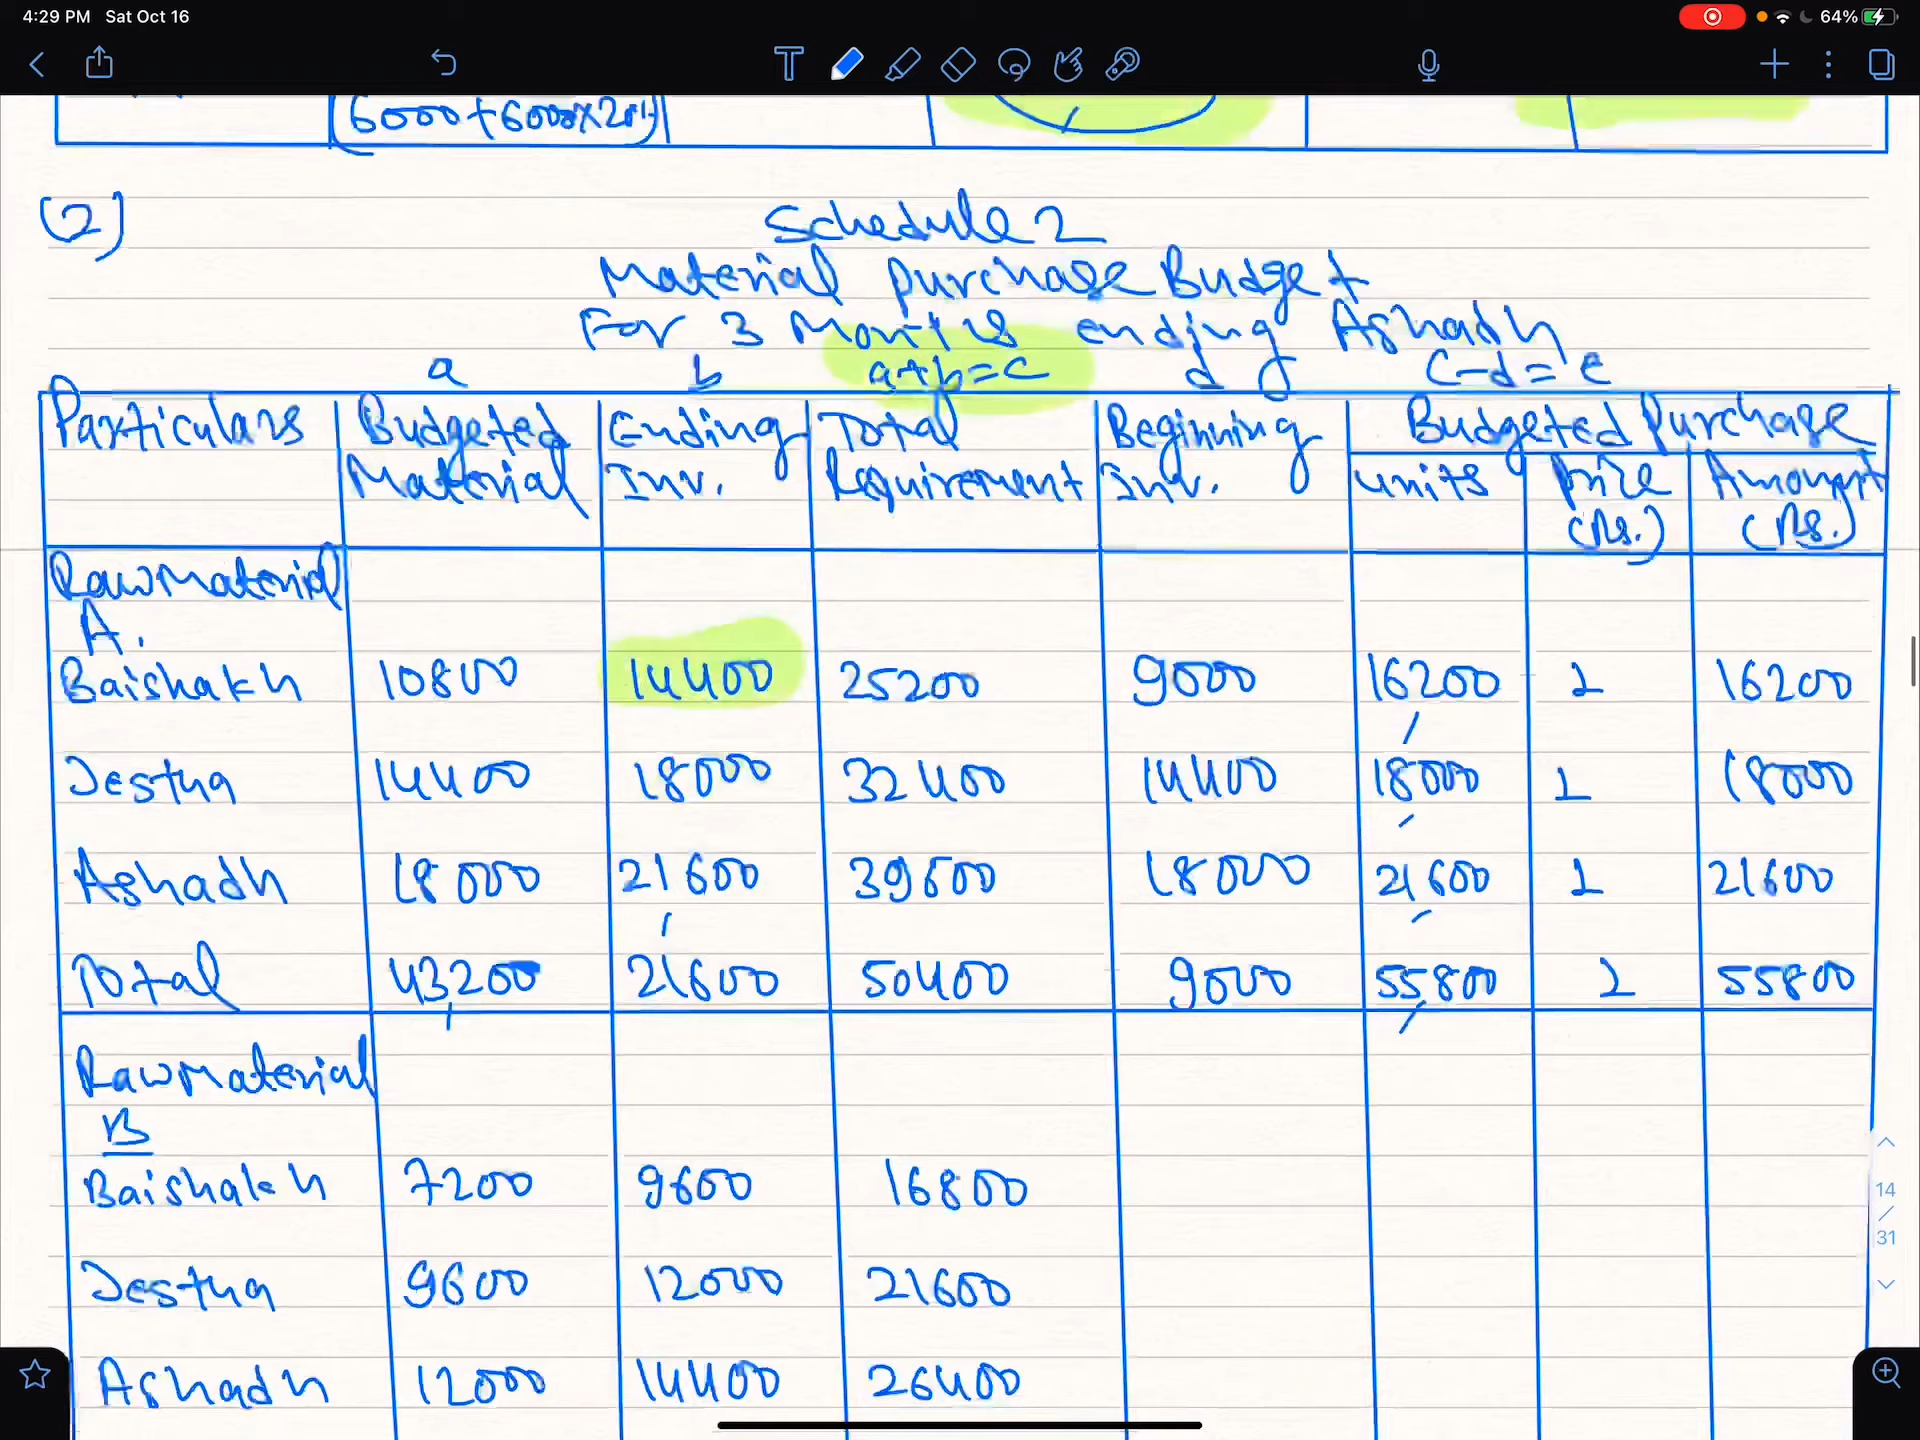 4:29 PM Sat Oct 16 64%
(6000+6000×20%)
(2)
Schedule 2
Material purchase Budget
For 3 Months ending Ashadh
a b a+b=c d c-d=e
Particulars Budgeted Material Ending Inv. Total Requirement Beginning Inv. Budgeted Purchase
units Price (Rs.) Amount (Rs.)
Raw Material
A.
Baishakh 10800 14400 25200 9000 16200 1 16200
Jestha 14400 18000 32400 14400 18000 1 18000
Ashadh 18000 21600 39600 18000 21600 1 21600
Total 43200 21600 50400 9000 55800 1 55800
Raw Material
B
Baishakh 7200 9600 16800
Jestha 9600 12000 21600
Ashadh 12000 14400 26400
14
/
31